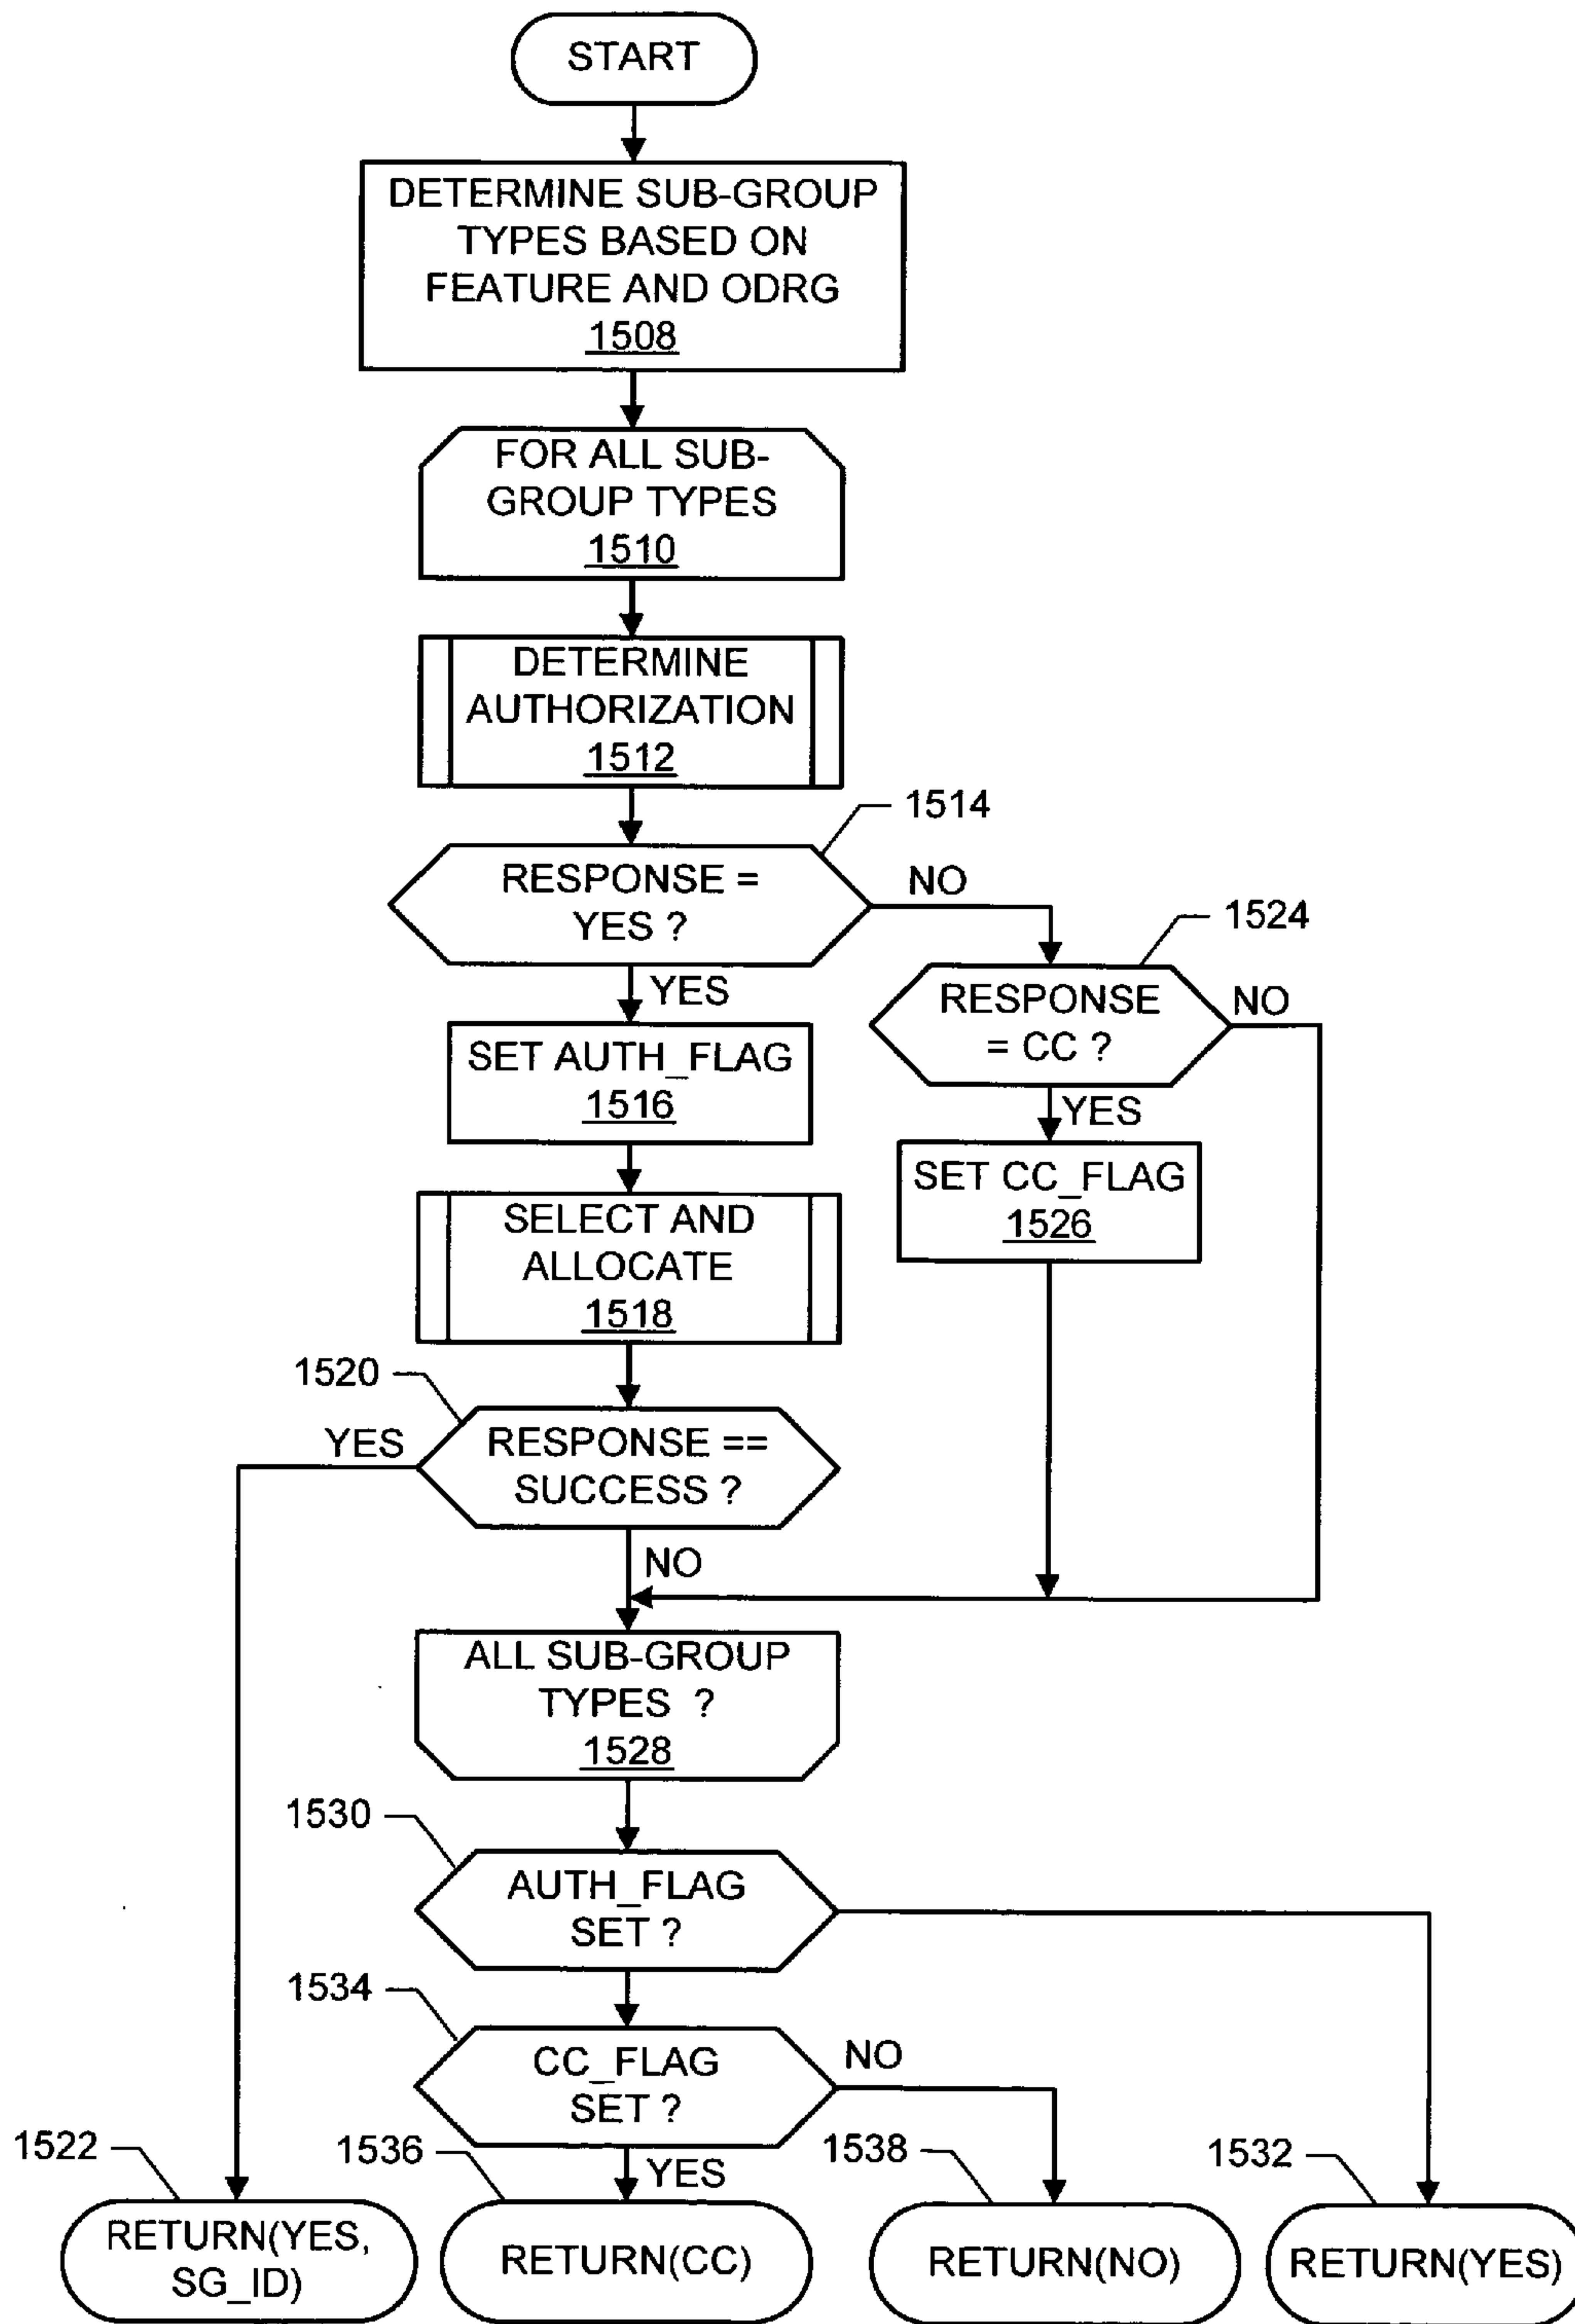 START
DETERMINE SUB-GROUP
TYPES BASED ON
FEATURE AND ODRG
1508
FOR ALL SUB-
GROUP TYPES
1510
DETERMINE
AUTHORIZATION
1512
1514
RESPONSE =
YES ?
NO
YES
1524
RESPONSE
= CC ?
NO
YES
SET AUTH_FLAG
1516
SET CC_FLAG
1526
SELECT AND
ALLOCATE
1518
1520
YES
RESPONSE ==
SUCCESS ?
NO
ALL SUB-GROUP
TYPES ?
1528
1530
AUTH_FLAG
SET ?
1534
CC_FLAG
SET ?
NO
YES
1522
RETURN(YES,
SG_ID)
1536
RETURN(CC)
1538
RETURN(NO)
1532
RETURN(YES)